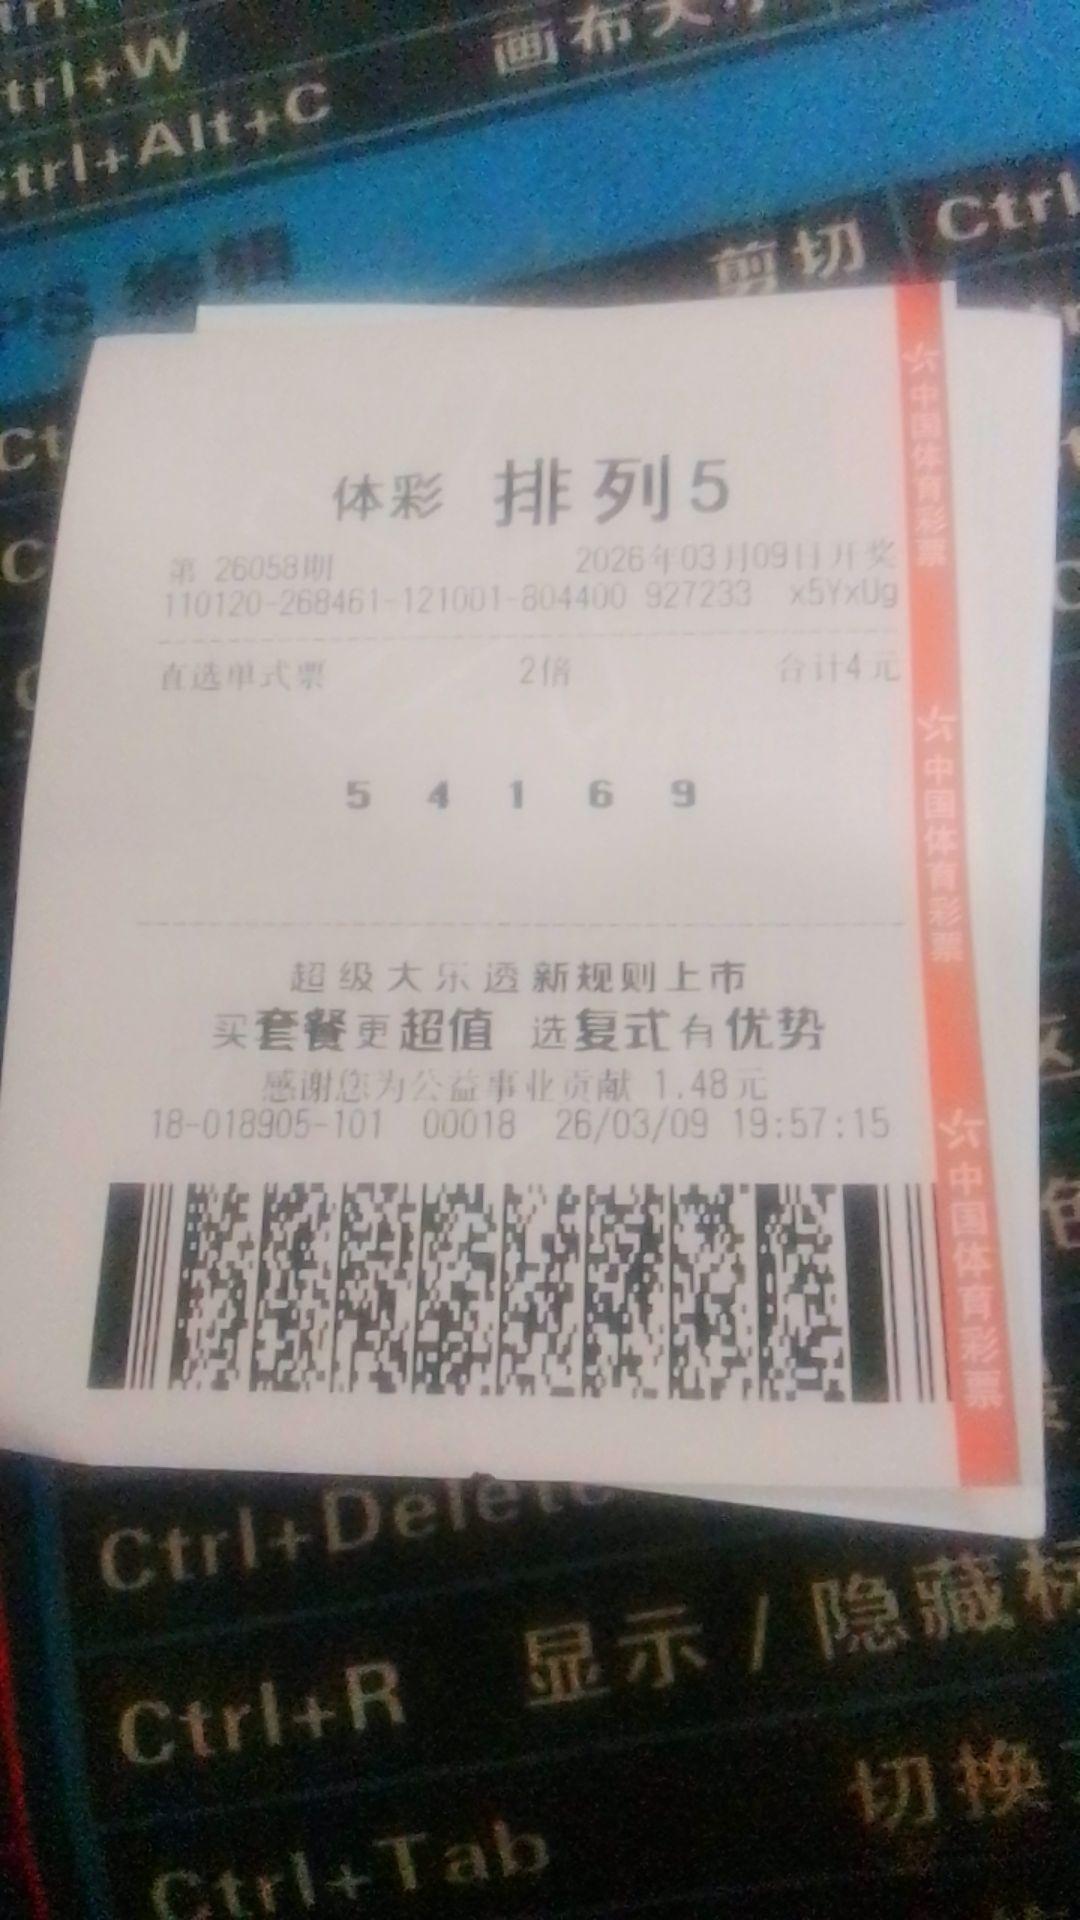 Ctrl+W
画布大
Ctrl+Alt+C
Ctrl
剪切
体彩 排列5
第 26058期 2026年03月09日开奖
110120-268461-121001-804400 927233 x5YxUg
直选单式票 2倍 合计4元
5 4 1 6 9
超级大乐透新规则上市
买套餐更超值 选复式有优势
感谢您为公益事业贡献 1.48元
18-018905-101 00018 26/03/09 19:57:15
中国体育彩票
中国体育彩票
中国体育彩票
Ctrl+Delete
Ctrl+R 显示/隐藏标
切换
Ctrl+Tab